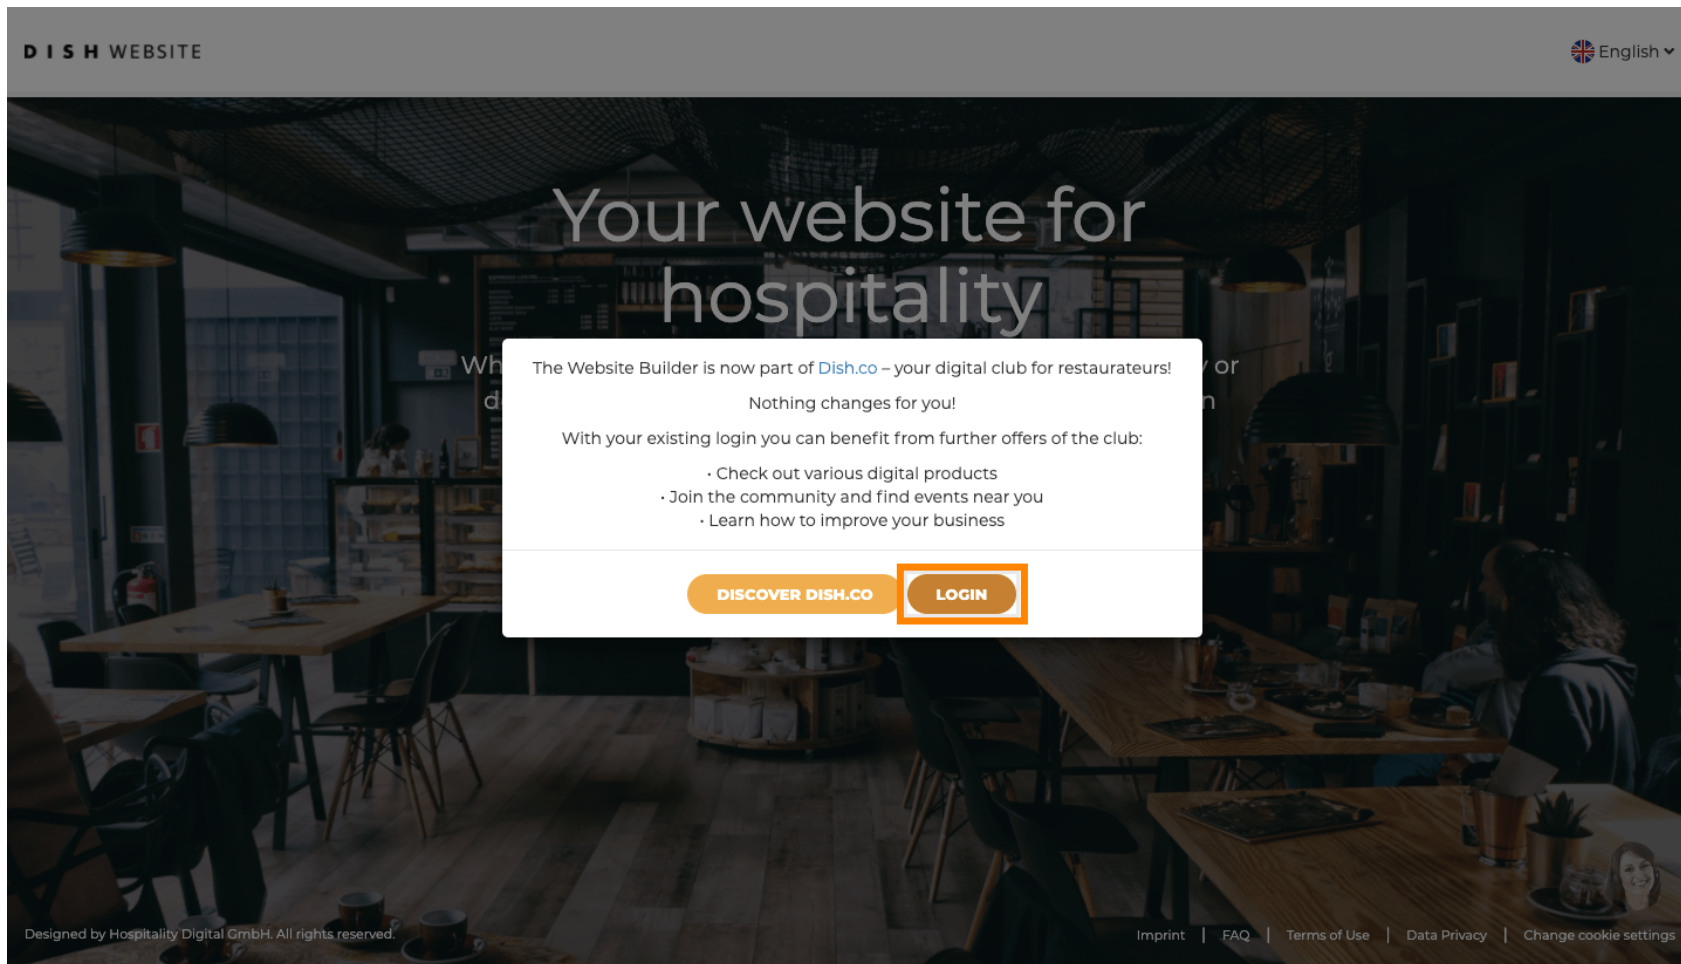 DISH WEBSITE
English
Your website for
hospitality
Wh
or
d
n
The Website Builder is now part of Dish.co – your digital club for restaurateurs!
Nothing changes for you!
With your existing login you can benefit from further offers of the club:
• Check out various digital products
• Join the community and find events near you
• Learn how to improve your business
DISCOVER DISH.CO
LOGIN
Designed by Hospitality Digital GmbH. All rights reserved.
Imprint | FAQ | Terms of Use | Data Privacy | Change cookie settings